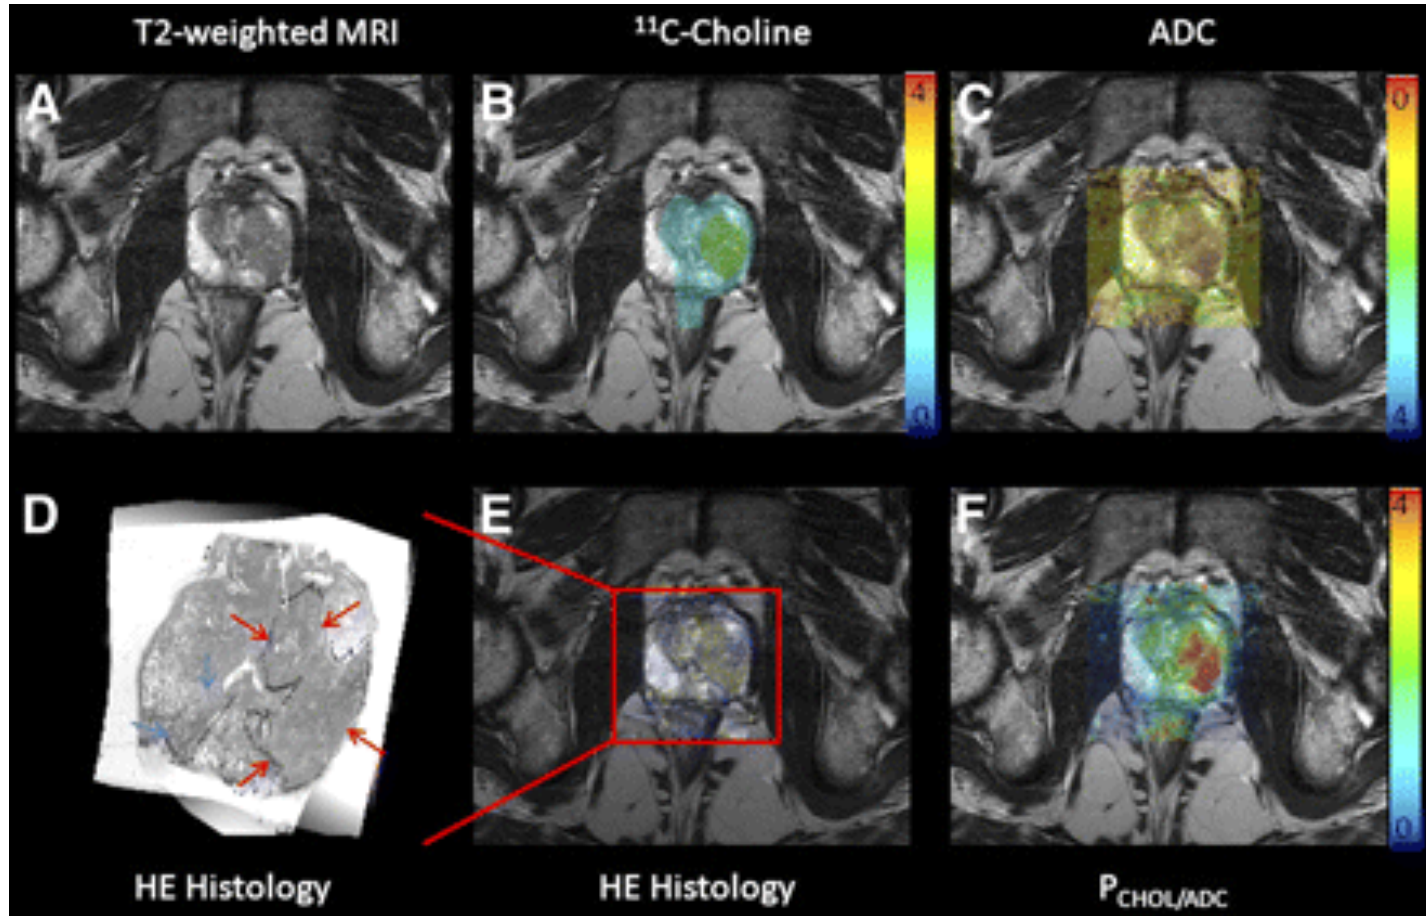 T2-weighted MRI
¹¹C-Choline
ADC
A
B
4
0
C
0
4
D
E
F
4
0
HE Histology
HE Histology
P_CHOL/ADC